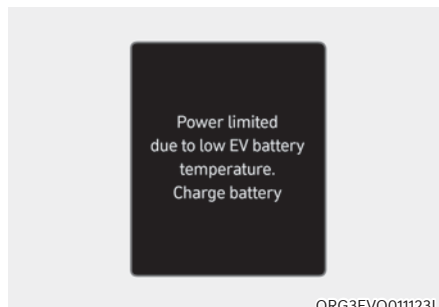 Power limited
due to low EV battery
temperature.
Charge battery